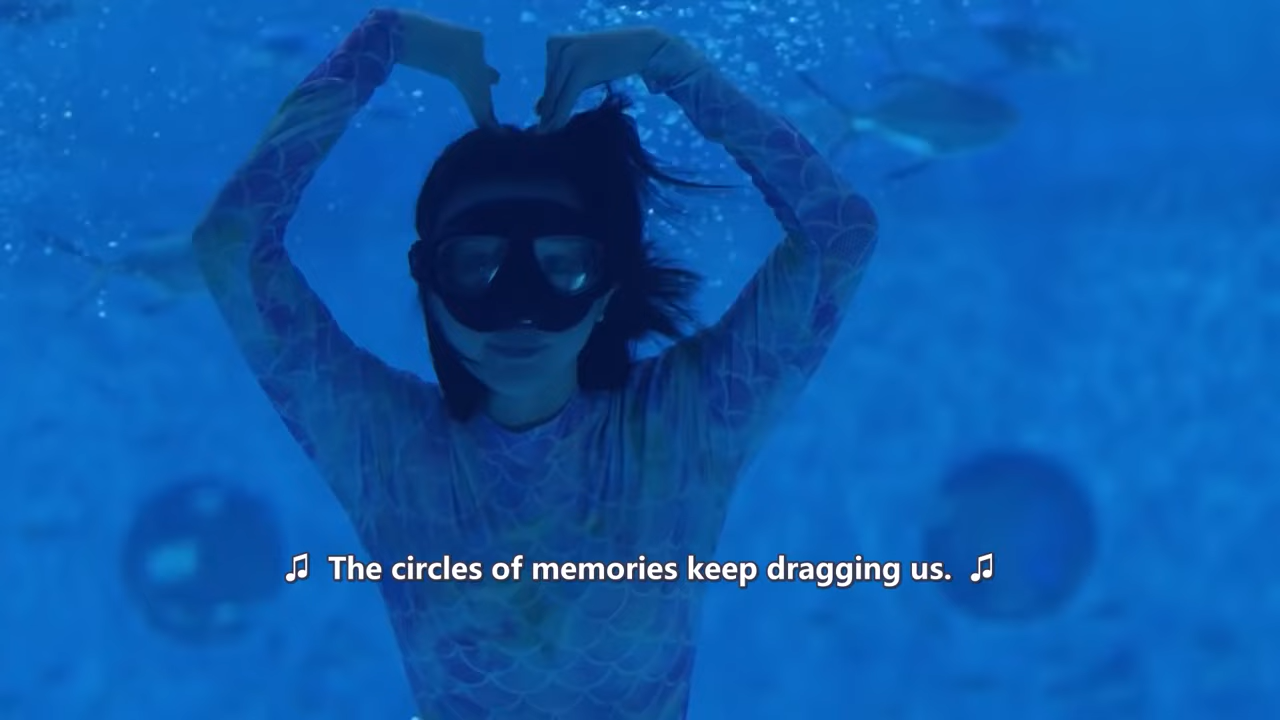 ♫ The circles of memories keep dragging us. ♫